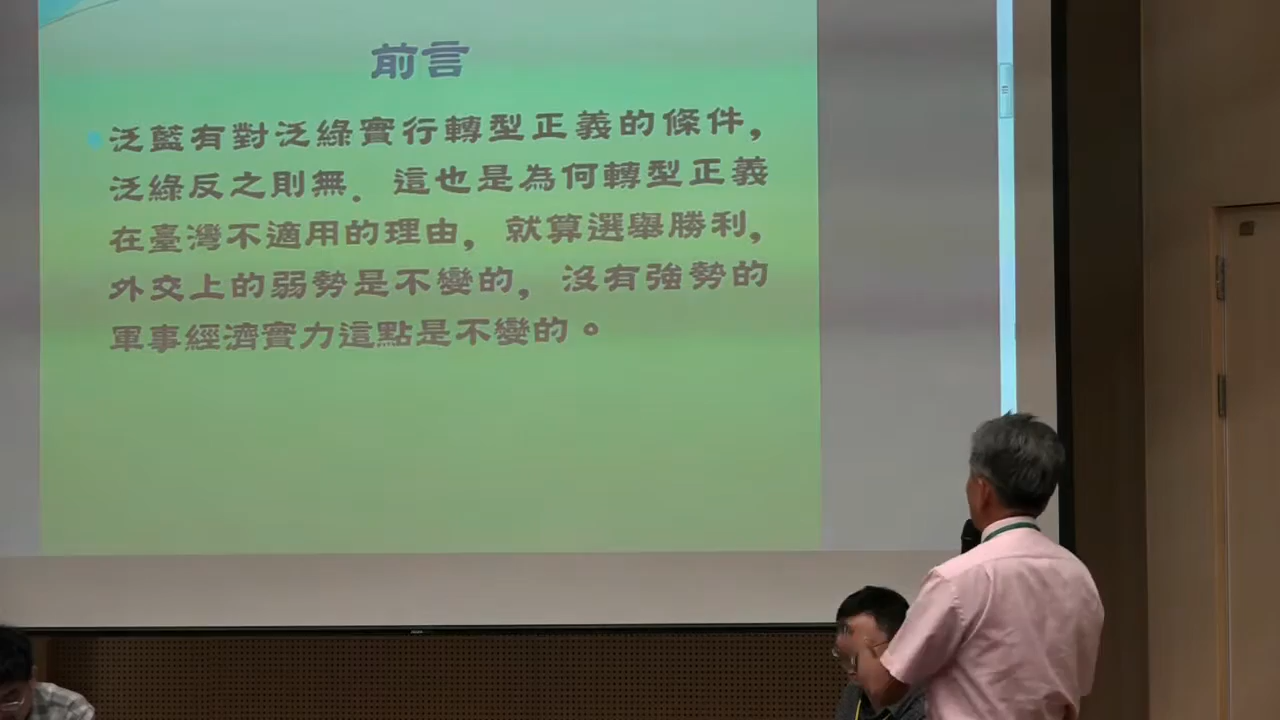 前言
泛藍有對泛綠實行轉型正義的條件，
泛綠反之則無．這也是為何轉型正義
在臺灣不適用的理由，就算選舉勝利，
外交上的弱勢是不變的，沒有強勢的
軍事經濟實力這點是不變的。